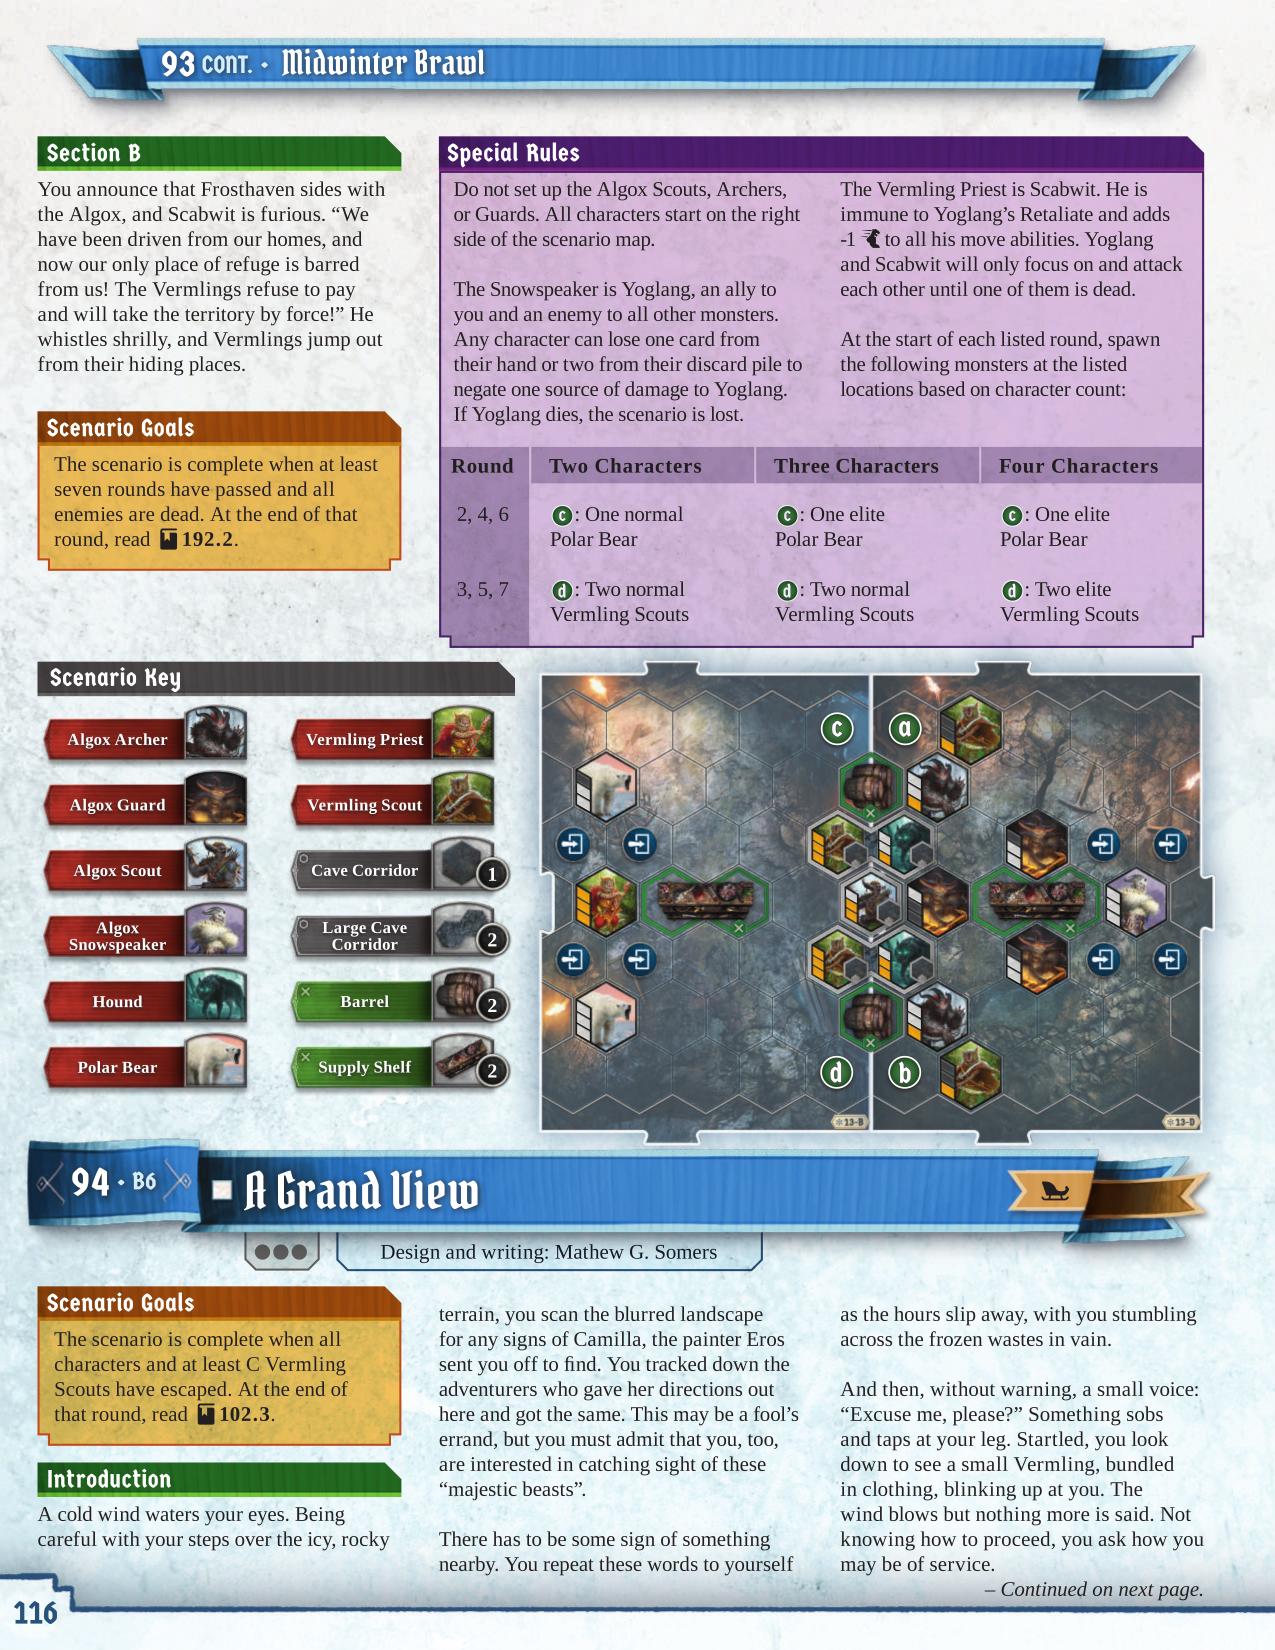 93 CONT. · Midwinter Brawl
Section B
You announce that Frosthaven sides with
the Algox, and Scabwit is furious. “We
have been driven from our homes, and
now our only place of refuge is barred
from us! The Vermlings refuse to pay
and will take the territory by force!” He
whistles shrilly, and Vermlings jump out
from their hiding places.
Scenario Goals
The scenario is complete when at least
seven rounds have passed and all
enemies are dead. At the end of that
round, read 192.2.
Special Rules
Do not set up the Algox Scouts, Archers,
or Guards. All characters start on the right
side of the scenario map.
The Snowspeaker is Yoglang, an ally to
you and an enemy to all other monsters.
Any character can lose one card from
their hand or two from their discard pile to
negate one source of damage to Yoglang.
If Yoglang dies, the scenario is lost.
The Vermling Priest is Scabwit. He is
immune to Yoglang’s Retaliate and adds
-1 to all his move abilities. Yoglang
and Scabwit will only focus on and attack
each other until one of them is dead.
At the start of each listed round, spawn
the following monsters at the listed
locations based on character count:
Round Two Characters Three Characters Four Characters
2, 4, 6
c: One normal
Polar Bear
c: One elite
Polar Bear
c: One elite
Polar Bear
3, 5, 7
d: Two normal
Vermling Scouts
d: Two normal
Vermling Scouts
d: Two elite
Vermling Scouts
Scenario Key
Algox Archer
Algox Guard
Algox Scout
Algox
Snowspeaker
Hound
Polar Bear
Vermling Priest
Vermling Scout
Cave Corridor 1
Large Cave
Corridor 2
Barrel 2
Supply Shelf 2
c a
d b
13-B 13-D
94 · B6 A Grand View
Design and writing: Mathew G. Somers
Scenario Goals
The scenario is complete when all
characters and at least C Vermling
Scouts have escaped. At the end of
that round, read 102.3.
Introduction
A cold wind waters your eyes. Being
careful with your steps over the icy, rocky
terrain, you scan the blurred landscape
for any signs of Camilla, the painter Eros
sent you off to find. You tracked down the
adventurers who gave her directions out
here and got the same. This may be a fool’s
errand, but you must admit that you, too,
are interested in catching sight of these
“majestic beasts”.
There has to be some sign of something
nearby. You repeat these words to yourself
as the hours slip away, with you stumbling
across the frozen wastes in vain.
And then, without warning, a small voice:
“Excuse me, please?” Something sobs
and taps at your leg. Startled, you look
down to see a small Vermling, bundled
in clothing, blinking up at you. The
wind blows but nothing more is said. Not
knowing how to proceed, you ask how you
may be of service.
– Continued on next page.
116